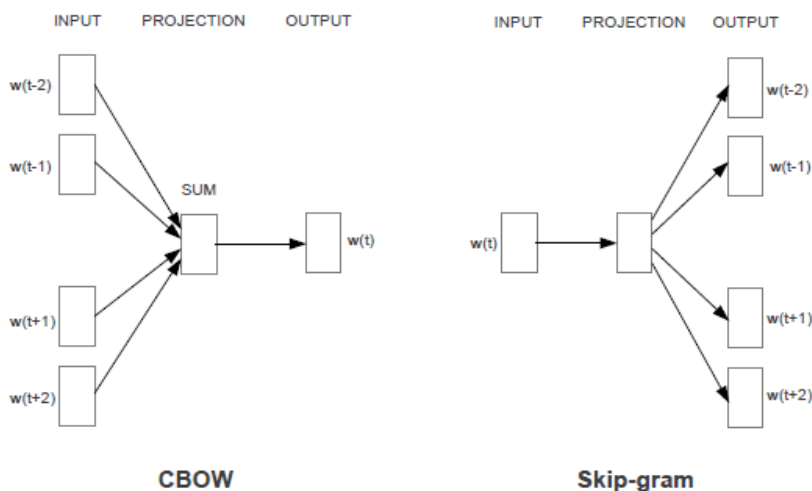 INPUT PROJECTION OUTPUT
w(t-2)
w(t-1)
SUM
w(t)
w(t+1)
w(t+2)
CBOW
INPUT PROJECTION OUTPUT
w(t-2)
w(t-1)
w(t)
w(t+1)
w(t+2)
Skip-gram